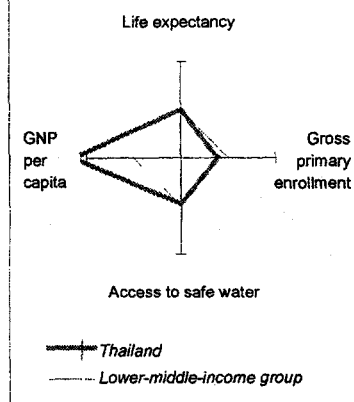 Life expectancy
GNP
per
capita
Gross
primary
enrollment
Access to safe water
Thailand
Lower-middle-income group